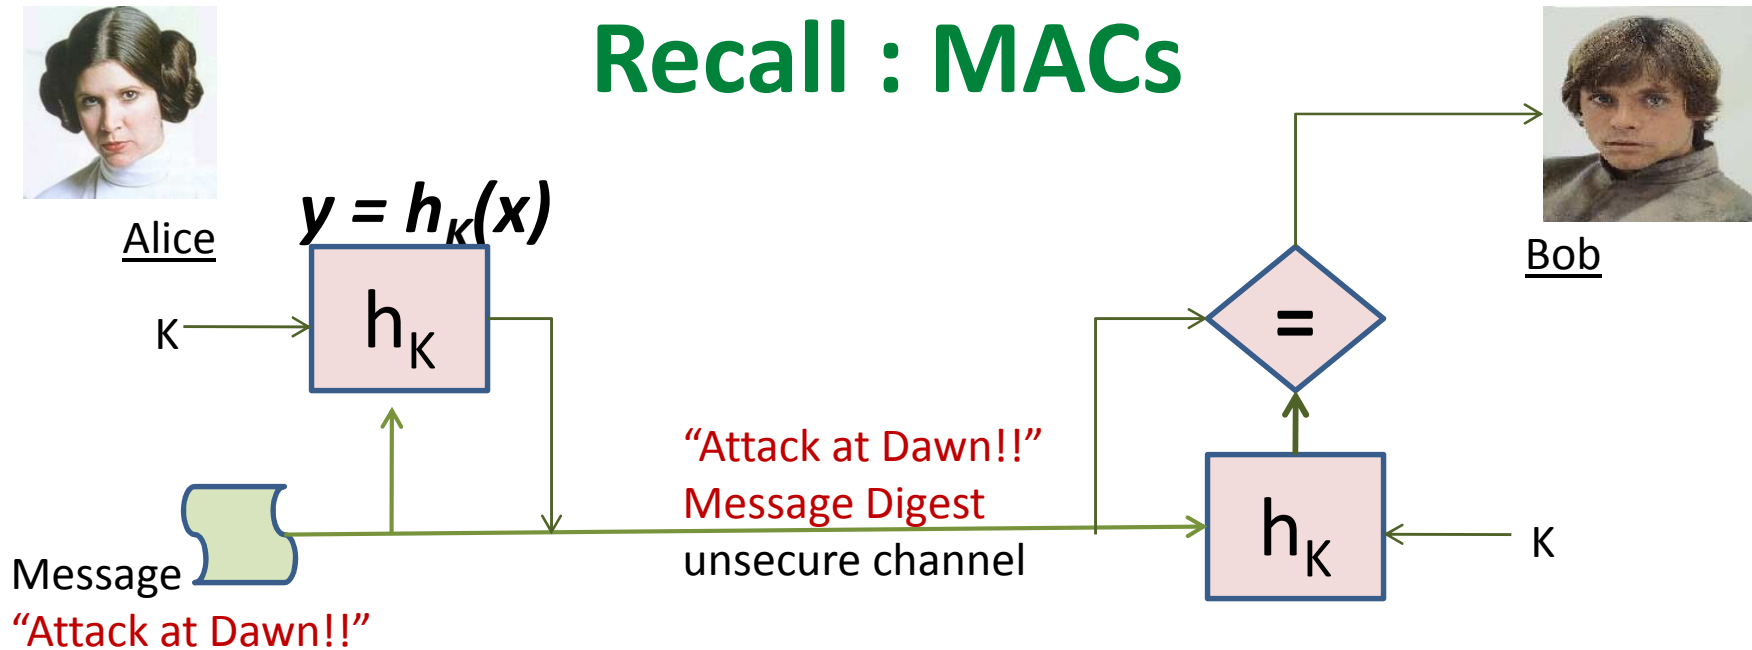 Recall : MACs
Alice
y = hK(x)
Bob
K
hK
=
“Attack at Dawn!!”
Message Digest
unsecure channel
hK
K
Message
“Attack at Dawn!!”